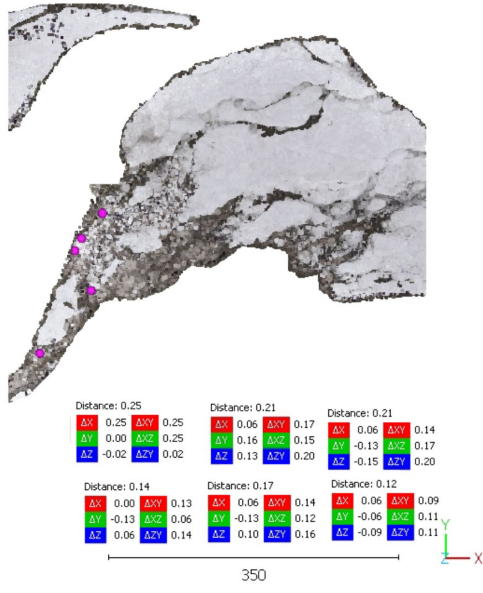 Distance: 0.25
ΔX 0.25 ΔXY 0.25
ΔY 0.00 ΔXZ 0.25
ΔZ -0.02 ΔZY 0.02
Distance: 0.21
ΔX 0.06 ΔXY 0.17
ΔY 0.16 ΔXZ 0.15
ΔZ 0.13 ΔZY 0.20
Distance: 0.21
ΔX 0.06 ΔXY 0.14
ΔY -0.13 ΔXZ 0.17
ΔZ -0.15 ΔZY 0.20
Distance: 0.14
ΔX 0.00 ΔXY 0.13
ΔY -0.13 ΔXZ 0.06
ΔZ 0.06 ΔZY 0.14
Distance: 0.17
ΔX 0.06 ΔXY 0.14
ΔY -0.13 ΔXZ 0.12
ΔZ 0.10 ΔZY 0.16
Distance: 0.12
ΔX 0.06 ΔXY 0.09
ΔY -0.06 ΔXZ 0.11
ΔZ -0.09 ΔZY 0.11
Y
Z X
350